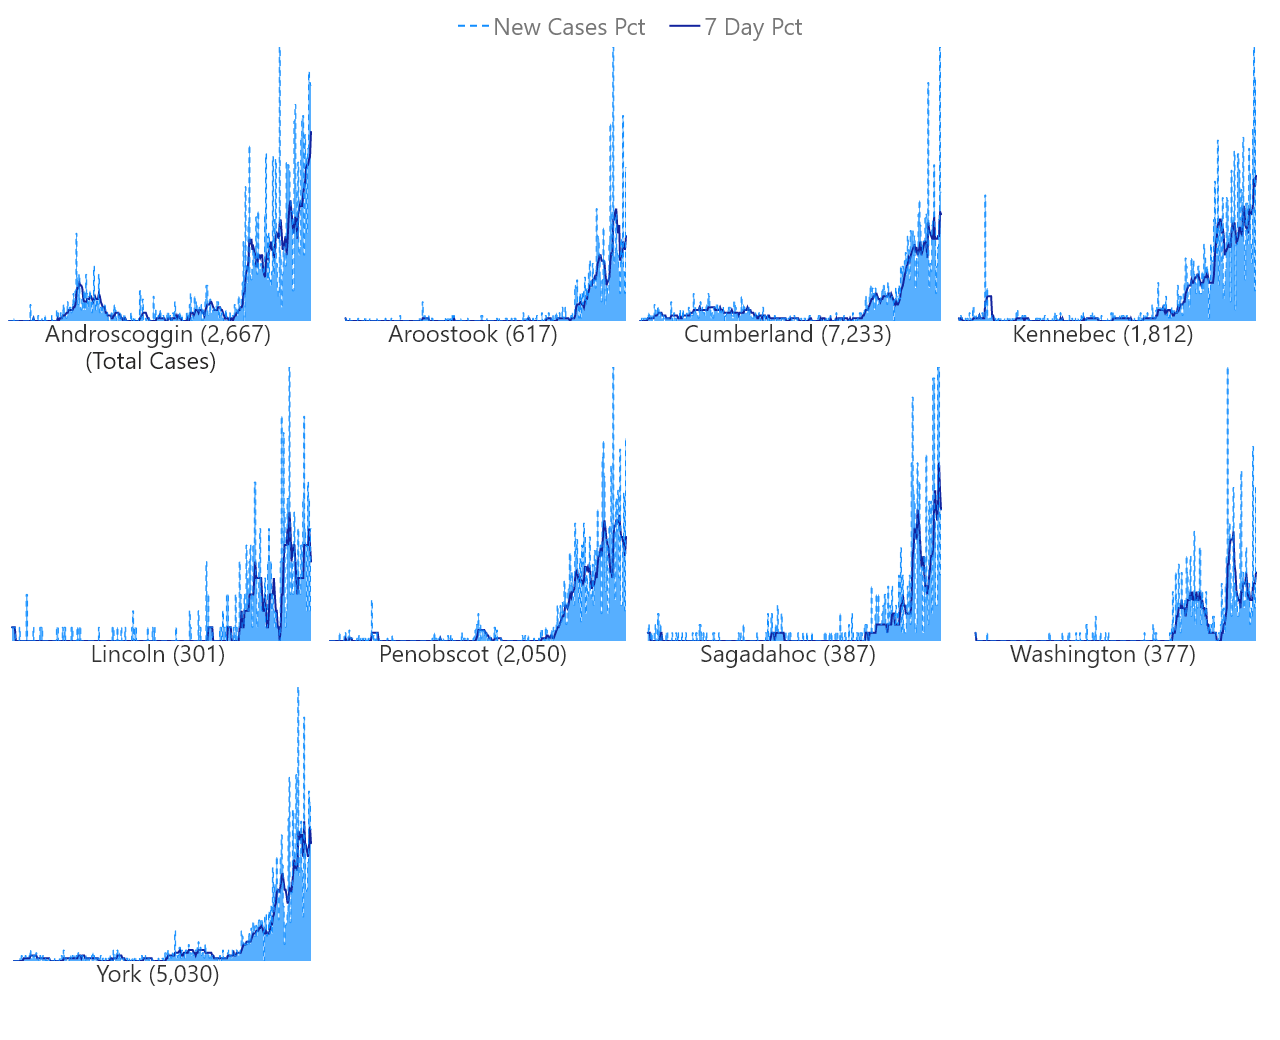 New Cases Pct 7 Day Pct
Androscoggin (2,667) Aroostook (617) Cumberland (7,233) Kennebec (1,812)
(Total Cases)
Lincoln (301) Penobscot (2,050) Sagadahoc (387) Washington (377)
York (5,030)